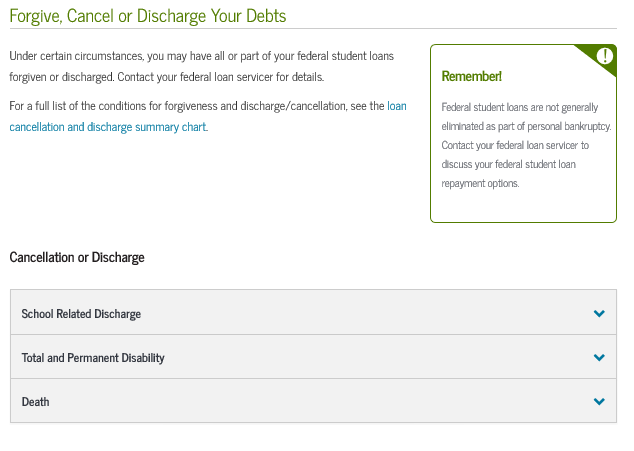 Forgive, Cancel or Discharge Your Debts
Under certain circumstances, you may have all or part of your federal student loans
forgiven or discharged. Contact your federal loan servicer for details.
For a full list of the conditions for forgiveness and discharge/cancellation, see the loan
cancellation and discharge summary chart.
!
Remember!
Federal student loans are not generally
eliminated as part of personal bankruptcy.
Contact your federal loan servicer to
discuss your federal student loan
repayment options.
Cancellation or Discharge
School Related Discharge
Total and Permanent Disability
Death